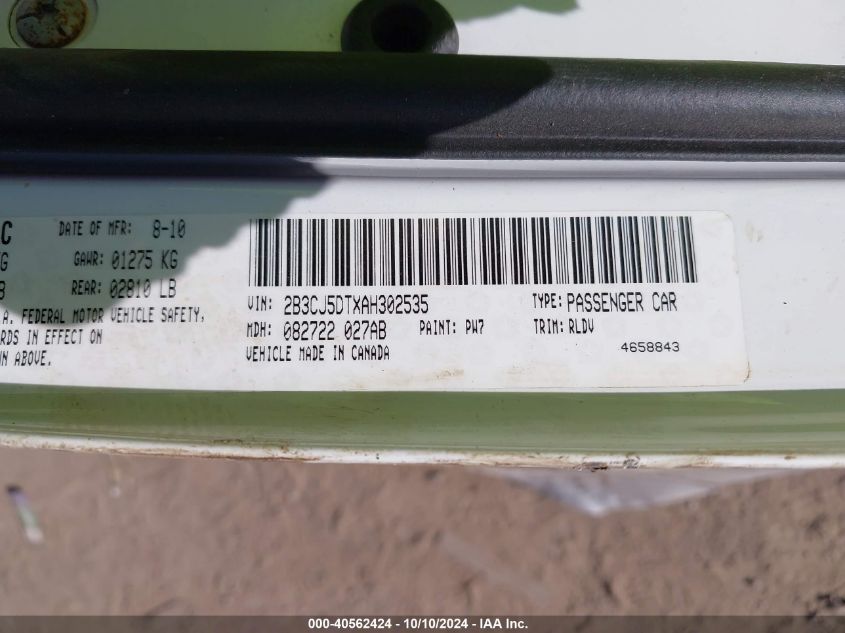 C DATE OF MFR: 8-10
G GAWR: 01275 KG
B REAR: 02810 LB
A. FEDERAL MOTOR VEHICLE SAFETY,
RDS IN EFFECT ON
N ABOVE.
VIN: 2B3CJ5DTXAH302535 TYPE: PASSENGER CAR
MDH: 082722 027AB PAINT: PW7 TRIM: RLDV
VEHICLE MADE IN CANADA 4658843
000-40562424 - 10/10/2024 - IAA Inc.